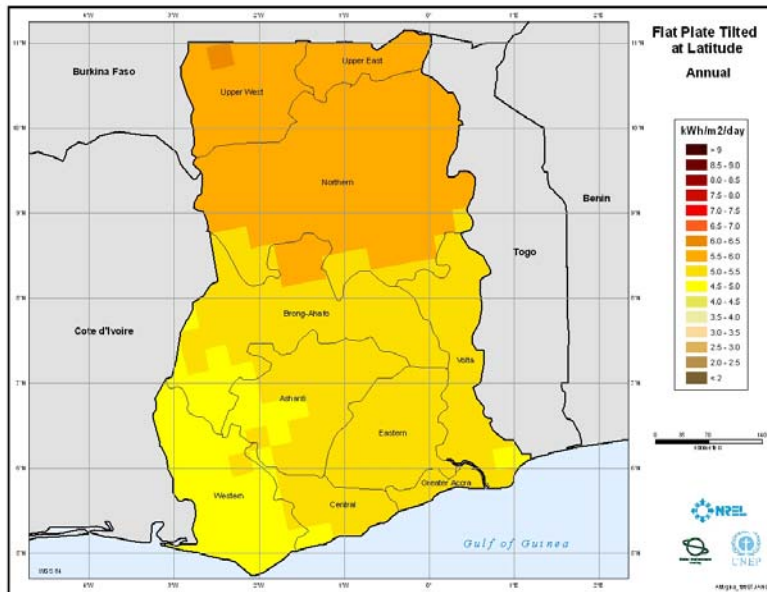 Flat Plate Tilted
at Latitude
Annual
Burkina Faso
Upper East
Upper West
Northern
Benin
Togo
Cote d'Ivoire
Brong-Ahafo
Volta
Ashanti
Eastern
Western
Central
Greater Accra
Gulf of Guinea
kWh/m2/day
> 9
8.5 - 9.0
8.0 - 8.5
7.5 - 8.0
7.0 - 7.5
6.5 - 7.0
6.0 - 6.5
5.5 - 6.0
5.0 - 5.5
4.5 - 5.0
4.0 - 4.5
3.5 - 4.0
3.0 - 3.5
2.5 - 3.0
2.0 - 2.5
< 2
NREL
UNEP